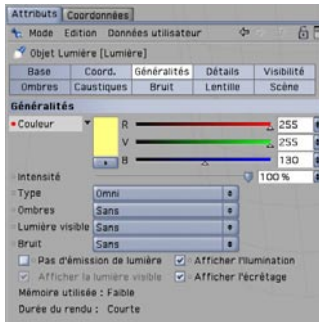 Attributs Coordonnées
Mode Edition Données utilisateur
Objet Lumière [Lumière]
Base Coord. Généralités Détails Visibilité
Ombres Caustiques Bruit Lentille Scène
Généralités
Couleur R 255
V 255
B 130
Intensité 100 %
Type Omni
Ombres Sans
Lumière visible Sans
Bruit Sans
Pas d'émission de lumière Afficher l'illumination
Afficher la lumière visible Afficher l'écrêtage
Mémoire utilisée : Faible
Durée du rendu : Courte